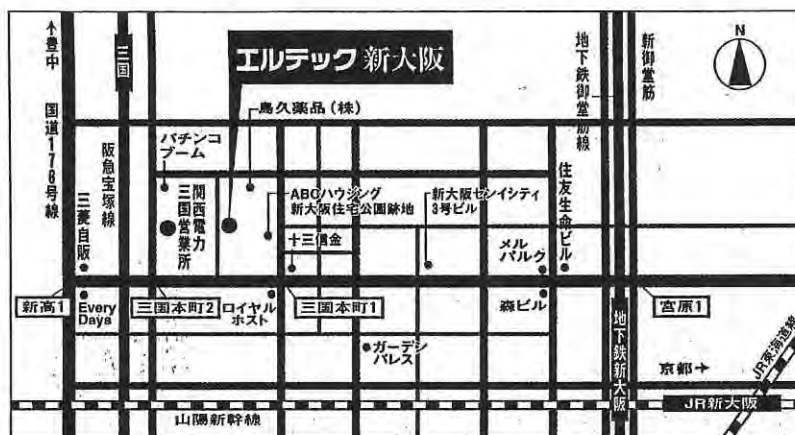 ↑豊中
国道176号線
三国
阪急宝塚線
エルテック 新大阪
地下鉄御堂筋線
新御堂筋
N
パチンコ
ブーム
島久薬品(株)
三菱自販
関西電力
三国営業所
ABCハウジング
新大阪住宅公園跡地
新大阪センイシティ
3号ビル
住友生命ビル
十三信金
メル
パルク
新高1
Every
Days
三国本町2
ロイヤル
ホスト
三国本町1
森ビル
宮原1
ガーデン
パレス
地下鉄新大阪
京都→
JR東海道線
山陽新幹線
JR新大阪